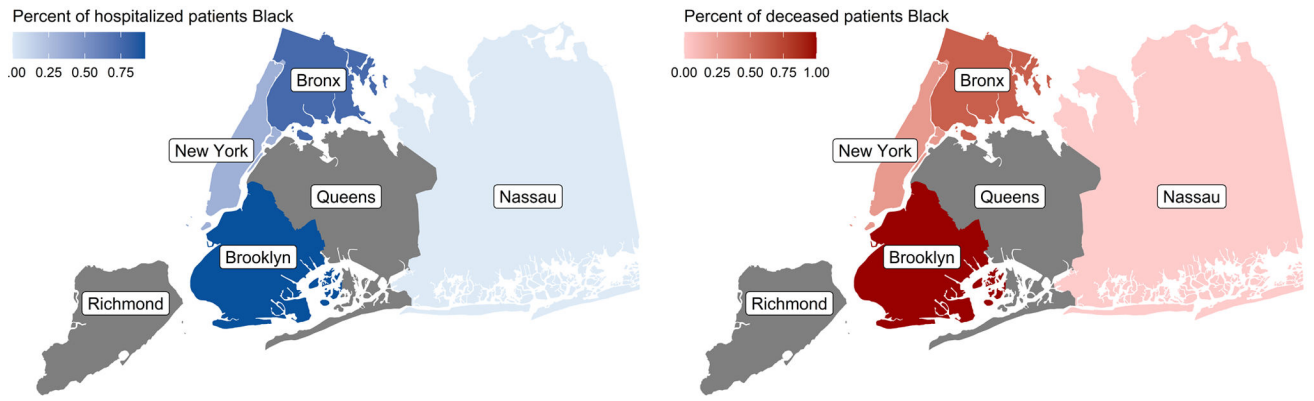 Percent of hospitalized patients Black
.00 0.25 0.50 0.75
Bronx
New York
Queens
Nassau
Brooklyn
Richmond
Percent of deceased patients Black
0.00 0.25 0.50 0.75 1.00
Bronx
New York
Queens
Nassau
Brooklyn
Richmond